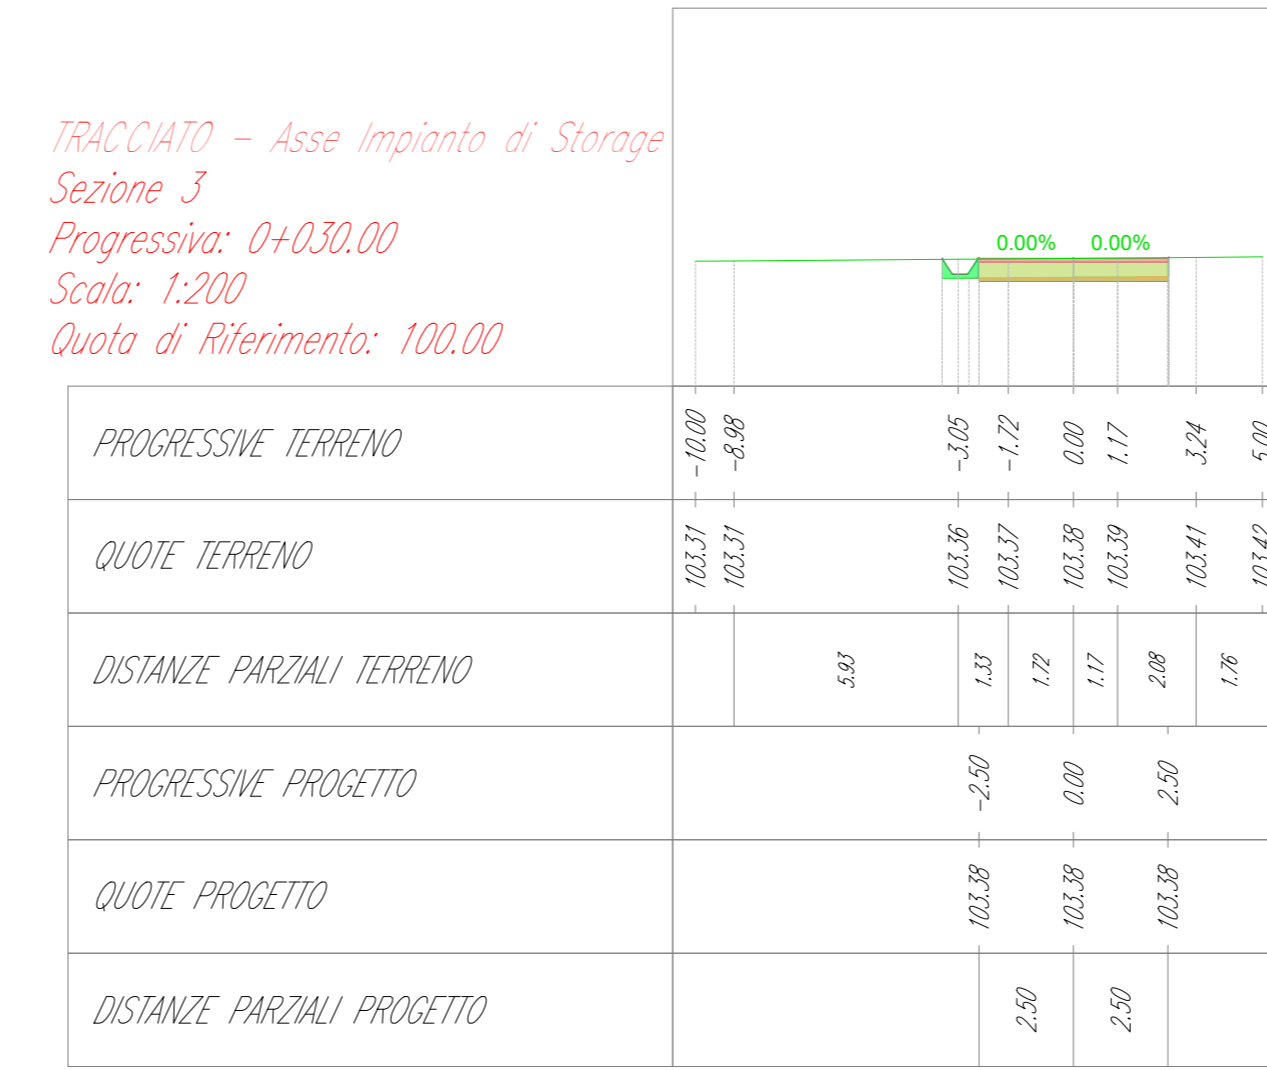 TRACCIATO - Asse Impianto di Storage
Sezione 3
Progressiva: 0+030.00
Scala: 1:200
Quota di Riferimento: 100.00
0.00% 0.00%
PROGRESSIVE TERRENO -10.00 -8.98 -3.05 -1.72 0.00 1.17 3.24 5.00
QUOTE TERRENO 103.31 103.31 103.36 103.37 103.38 103.39 103.41 103.42
DISTANZE PARZIALI TERRENO 5.93 1.33 1.72 1.17 2.08 1.76
PROGRESSIVE PROGETTO -2.50 0.00 2.50
QUOTE PROGETTO 103.38 103.38 103.38
DISTANZE PARZIALI PROGETTO 2.50 2.50